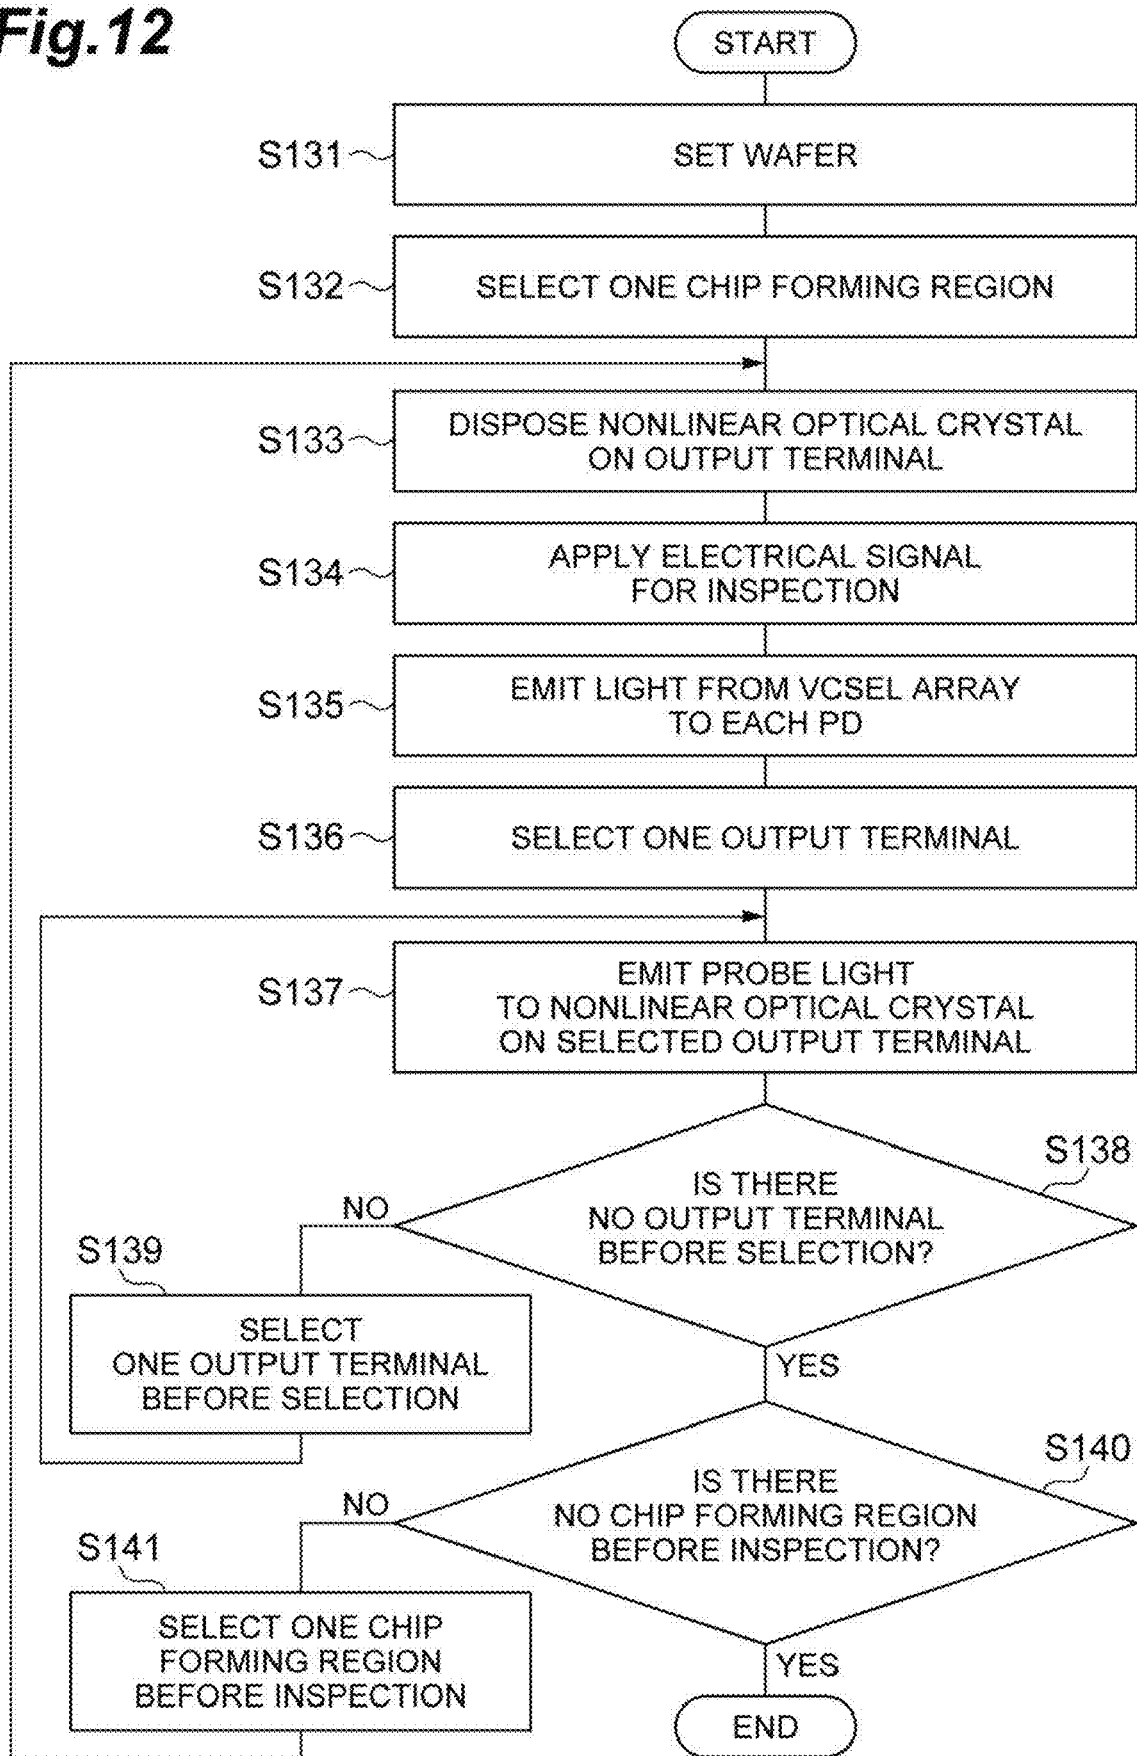 Fig.12
START
S131
SET WAFER
S132
SELECT ONE CHIP FORMING REGION
S133
DISPOSE NONLINEAR OPTICAL CRYSTAL
ON OUTPUT TERMINAL
S134
APPLY ELECTRICAL SIGNAL
FOR INSPECTION
S135
EMIT LIGHT FROM VCSEL ARRAY
TO EACH PD
S136
SELECT ONE OUTPUT TERMINAL
S137
EMIT PROBE LIGHT
TO NONLINEAR OPTICAL CRYSTAL
ON SELECTED OUTPUT TERMINAL
S138
IS THERE
NO OUTPUT TERMINAL
BEFORE SELECTION?
NO
S139
SELECT
ONE OUTPUT TERMINAL
BEFORE SELECTION
YES
S140
IS THERE
NO CHIP FORMING REGION
BEFORE INSPECTION?
NO
S141
SELECT ONE CHIP
FORMING REGION
BEFORE INSPECTION
YES
END